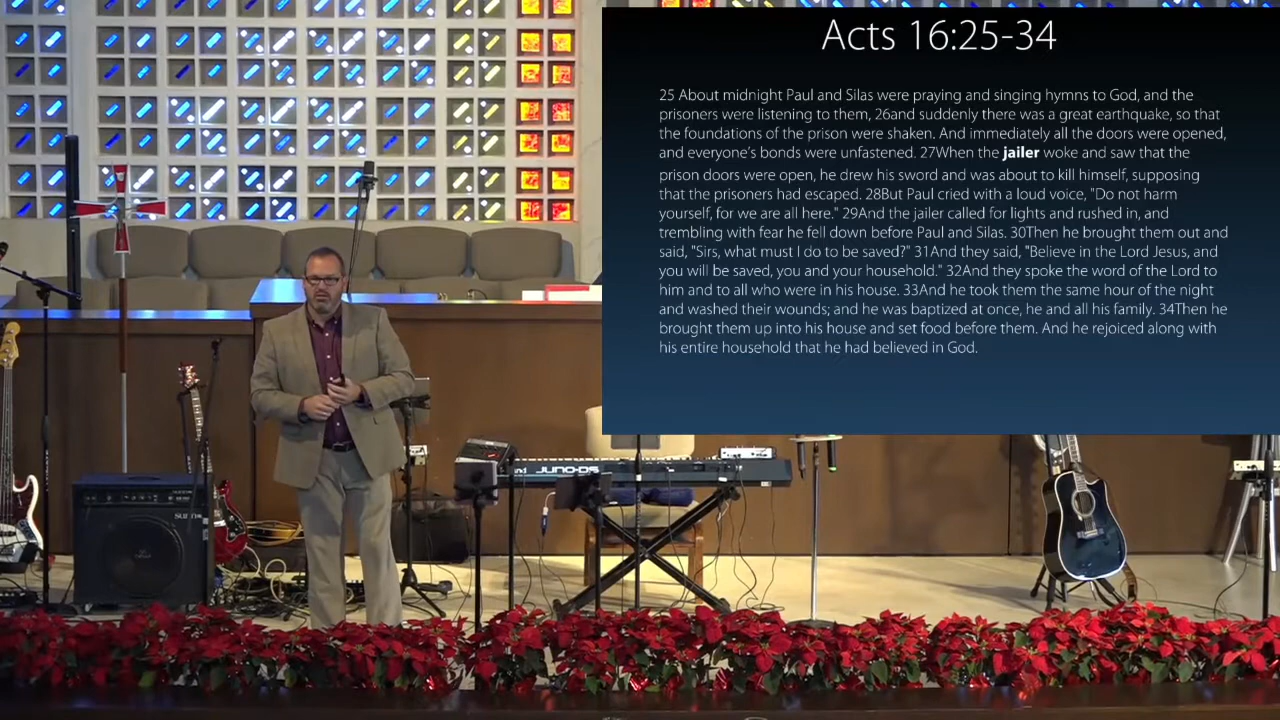 Acts 16:25-34
25 About midnight Paul and Silas were praying and singing hymns to God, and the
prisoners were listening to them, 26and suddenly there was a great earthquake, so that
the foundations of the prison were shaken. And immediately all the doors were opened,
and everyone's bonds were unfastened. 27When the jailer woke and saw that the
prison doors were open, he drew his sword and was about to kill himself, supposing
that the prisoners had escaped. 28But Paul cried with a loud voice, "Do not harm
yourself, for we are all here." 29And the jailer called for lights and rushed in, and
trembling with fear he fell down before Paul and Silas. 30Then he brought them out and
said, "Sirs, what must I do to be saved?" 31And they said, "Believe in the Lord Jesus, and
you will be saved, you and your household." 32And they spoke the word of the Lord to
him and to all who were in his house. 33And he took them the same hour of the night
and washed their wounds; and he was baptized at once, he and all his family. 34Then he
brought them up into his house and set food before them. And he rejoiced along with
his entire household that he had believed in God.
JUNO-DS